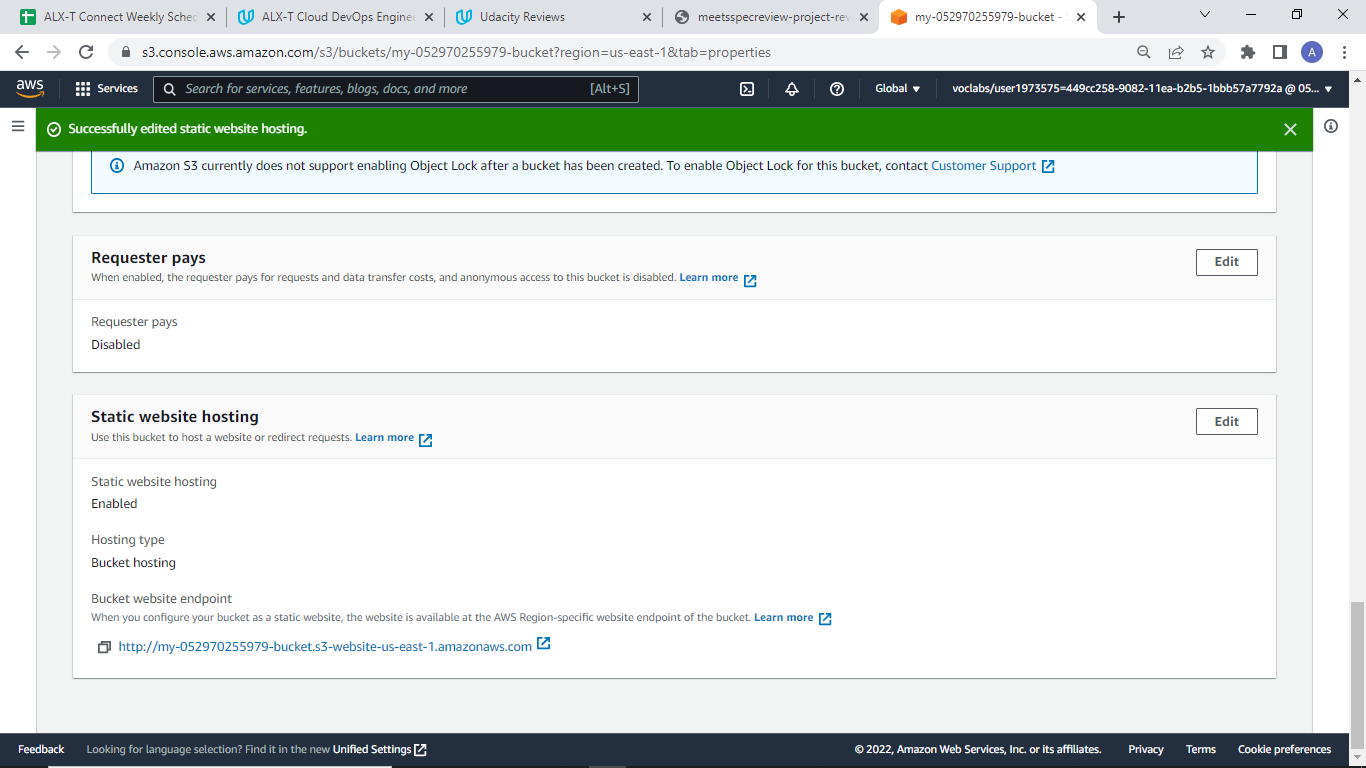 ALX-T Connect Weekly Sched
ALX-T Cloud DevOps Enginee
Udacity Reviews
meetsspecreview-project-rev
my-052970255979-bucket - S
s3.console.aws.amazon.com/s3/buckets/my-052970255979-bucket?region=us-east-1&tab=properties
A
aws
Services
Search for services, features, blogs, docs, and more
[Alt+S]
Global
voclabs/user1973575=449cc258-9082-11ea-b2b5-1bbb57a7792a @ 05...
Successfully edited static website hosting.
Amazon S3 currently does not support enabling Object Lock after a bucket has been created. To enable Object Lock for this bucket, contact Customer Support
Requester pays
Edit
When enabled, the requester pays for requests and data transfer costs, and anonymous access to this bucket is disabled. Learn more
Requester pays
Disabled
Static website hosting
Edit
Use this bucket to host a website or redirect requests. Learn more
Static website hosting
Enabled
Hosting type
Bucket hosting
Bucket website endpoint
When you configure your bucket as a static website, the website is available at the AWS Region-specific website endpoint of the bucket. Learn more
http://my-052970255979-bucket.s3-website-us-east-1.amazonaws.com
Feedback
Looking for language selection? Find it in the new Unified Settings
© 2022, Amazon Web Services, Inc. or its affiliates.
Privacy
Terms
Cookie preferences